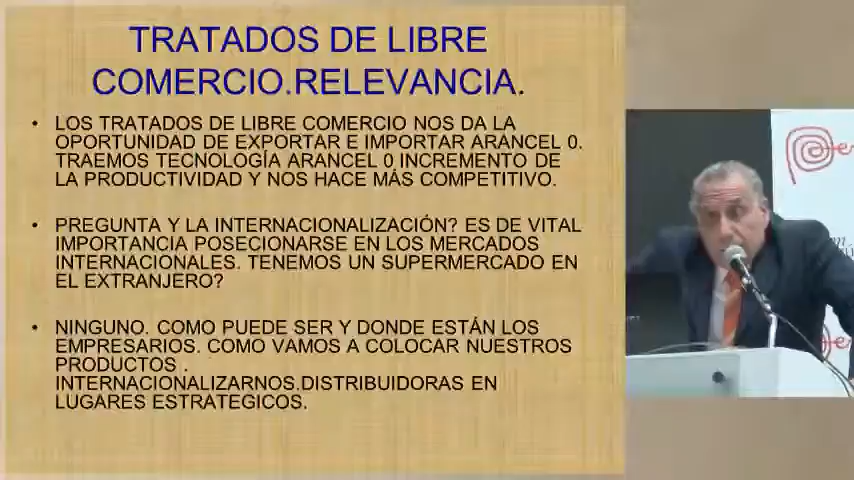 TRATADOS DE LIBRE
COMERCIO.RELEVANCIA.
• LOS TRATADOS DE LIBRE COMERCIO NOS DA LA
OPORTUNIDAD DE EXPORTAR E IMPORTAR ARANCEL 0.
TRAEMOS TECNOLOGÍA ARANCEL 0 INCREMENTO DE
LA PRODUCTIVIDAD Y NOS HACE MÁS COMPETITIVO.
• PREGUNTA Y LA INTERNACIONALIZACIÓN? ES DE VITAL
IMPORTANCIA POSECIONARSE EN LOS MERCADOS
INTERNACIONALES. TENEMOS UN SUPERMERCADO EN
EL EXTRANJERO?
• NINGUNO. COMO PUEDE SER Y DONDE ESTÁN LOS
EMPRESARIOS. COMO VAMOS A COLOCAR NUESTROS
PRODUCTOS .
INTERNACIONALIZARNOS.DISTRIBUIDORAS EN
LUGARES ESTRATEGICOS.